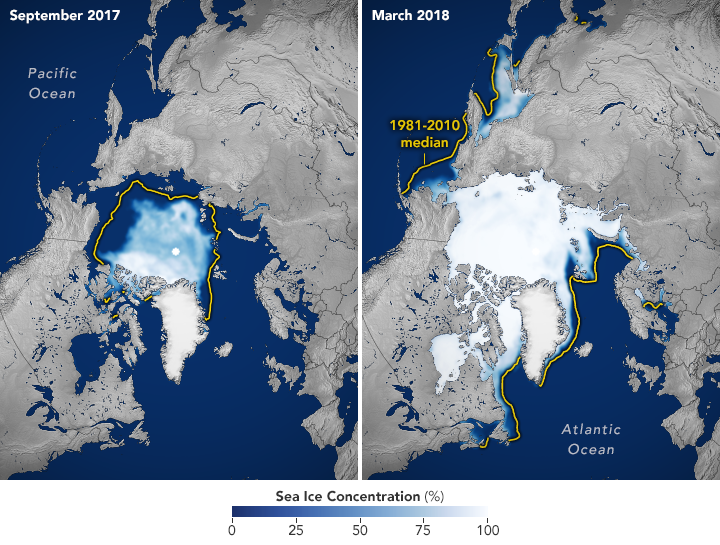 September 2017
Pacific
Ocean
March 2018
1981-2010
median
Atlantic
Ocean
Sea Ice Concentration (%)
0 25 50 75 100